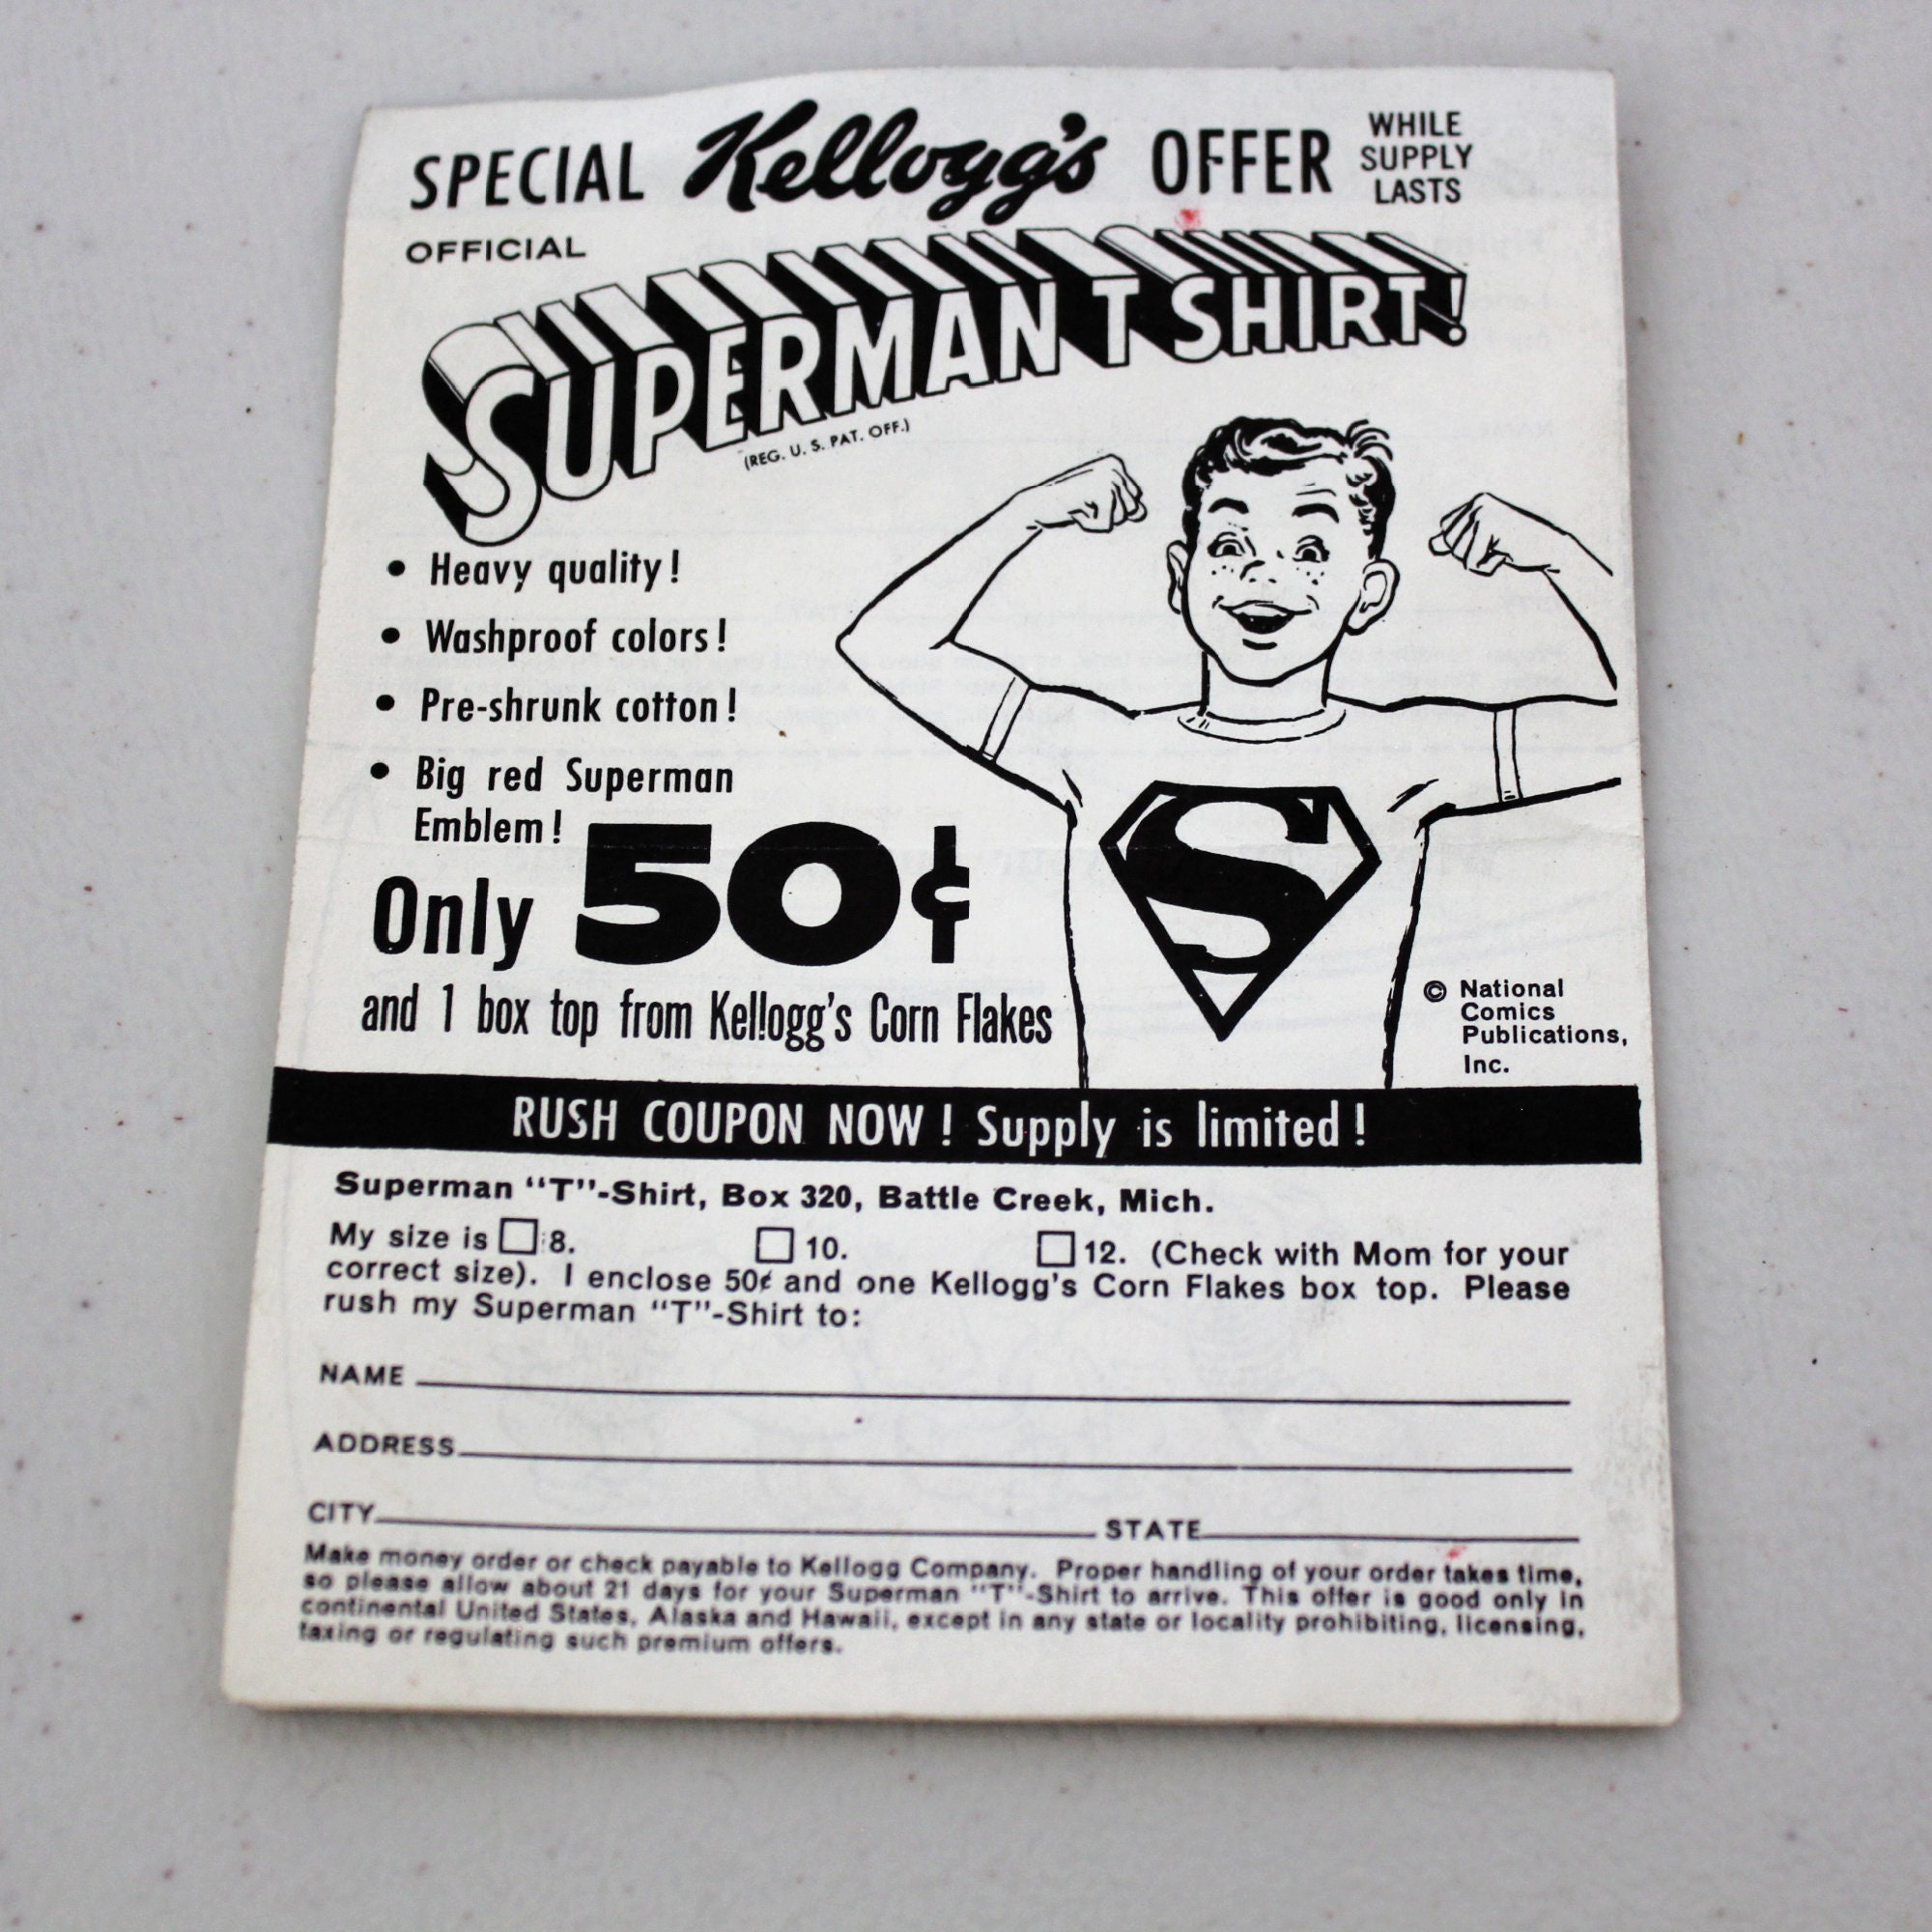 SPECIAL Kellogg's OFFER WHILE
SUPPLY
LASTS
OFFICIAL
SUPERMAN T SHIRT!
(REG. U. S. PAT. OFF.)
• Heavy quality!
• Washproof colors!
• Pre-shrunk cotton!
• Big red Superman
Emblem!
Only 50¢
and 1 box top from Kellogg's Corn Flakes
S
© National
Comics
Publications,
Inc.
RUSH COUPON NOW! Supply is limited!
Superman "T"-Shirt, Box 320, Battle Creek, Mich.
My size is □ 8. □ 10. □ 12. (Check with Mom for your
correct size). I enclose 50¢ and one Kellogg's Corn Flakes box top. Please
rush my Superman "T"-Shirt to:
NAME
ADDRESS
CITY STATE
Make money order or check payable to Kellogg Company. Proper handling of your order takes time,
so please allow about 21 days for your Superman "T"-Shirt to arrive. This offer is good only in
continental United States, Alaska and Hawaii, except in any state or locality prohibiting, licensing,
taxing or regulating such premium offers.